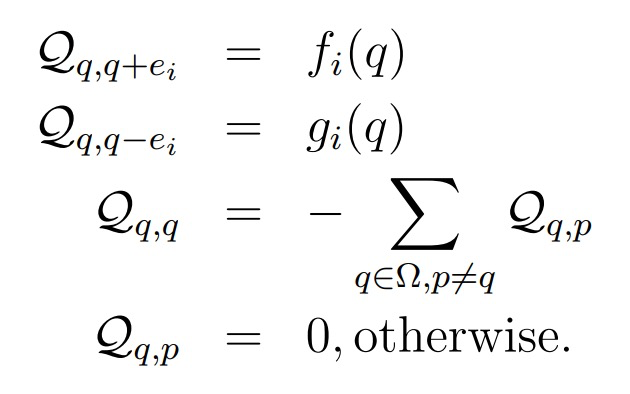 𝒬_{q,q+e_i} = f_i(q)
𝒬_{q,q−e_i} = g_i(q)
𝒬_{q,q} = − ∑_{q∈Ω,p≠q} 𝒬_{q,p}
𝒬_{q,p} = 0, otherwise.